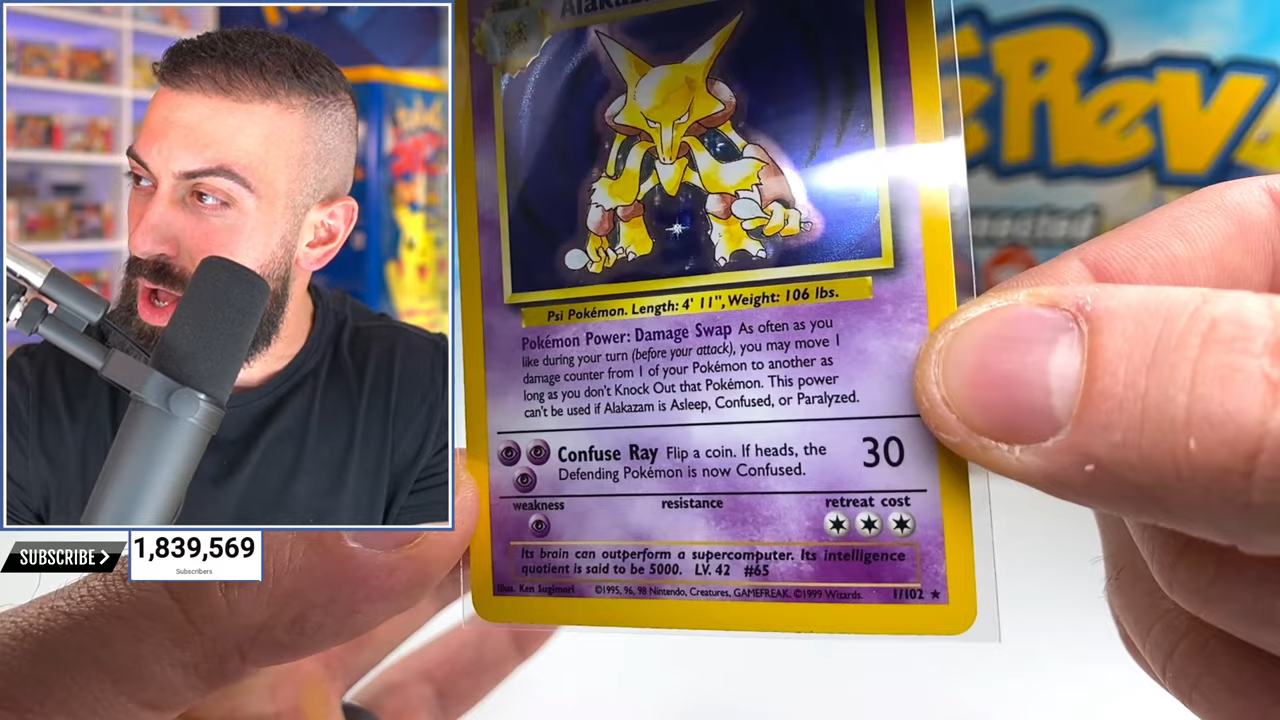 Alakazam
PokéRev
Psi Pokémon. Length: 4' 11", Weight: 106 lbs.
Pokémon Power: Damage Swap As often as you
like during your turn (before your attack), you may move 1
damage counter from 1 of your Pokémon to another as
long as you don't Knock Out that Pokémon. This power
can't be used if Alakazam is Asleep, Confused, or Paralyzed.
Confuse Ray Flip a coin. If heads, the
Defending Pokémon is now Confused.
30
weakness resistance retreat cost
Its brain can outperform a supercomputer. Its intelligence
quotient is said to be 5000. LV. 42 #65
Illus. Ken Sugimori ©1995, 96, 98 Nintendo, Creatures, GAMEFREAK. ©1999 Wizards. 1/102 ★
SUBSCRIBE >
1,839,569
Subscribers